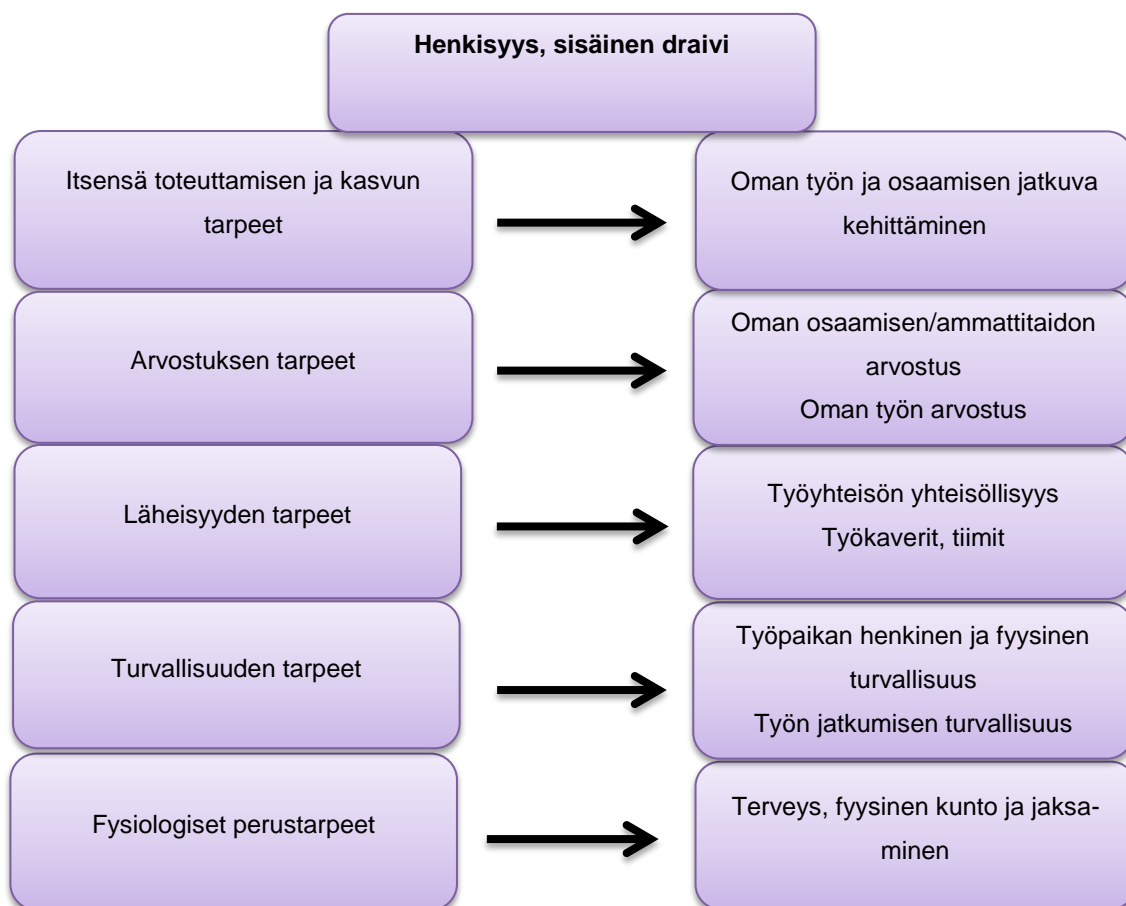 Henkisyys, sisäinen draivi
Itsensä toteuttamisen ja kasvun
tarpeet
Oman työn ja osaamisen jatkuva
kehittäminen
Arvostuksen tarpeet
Oman osaamisen/ammattitaidon
arvostus
Oman työn arvostus
Läheisyyden tarpeet
Työyhteisön yhteisöllisyys
Työkaverit, tiimit
Turvallisuuden tarpeet
Työpaikan henkinen ja fyysinen
turvallisuus
Työn jatkumisen turvallisuus
Fysiologiset perustarpeet
Terveys, fyysinen kunto ja jaksa-
minen